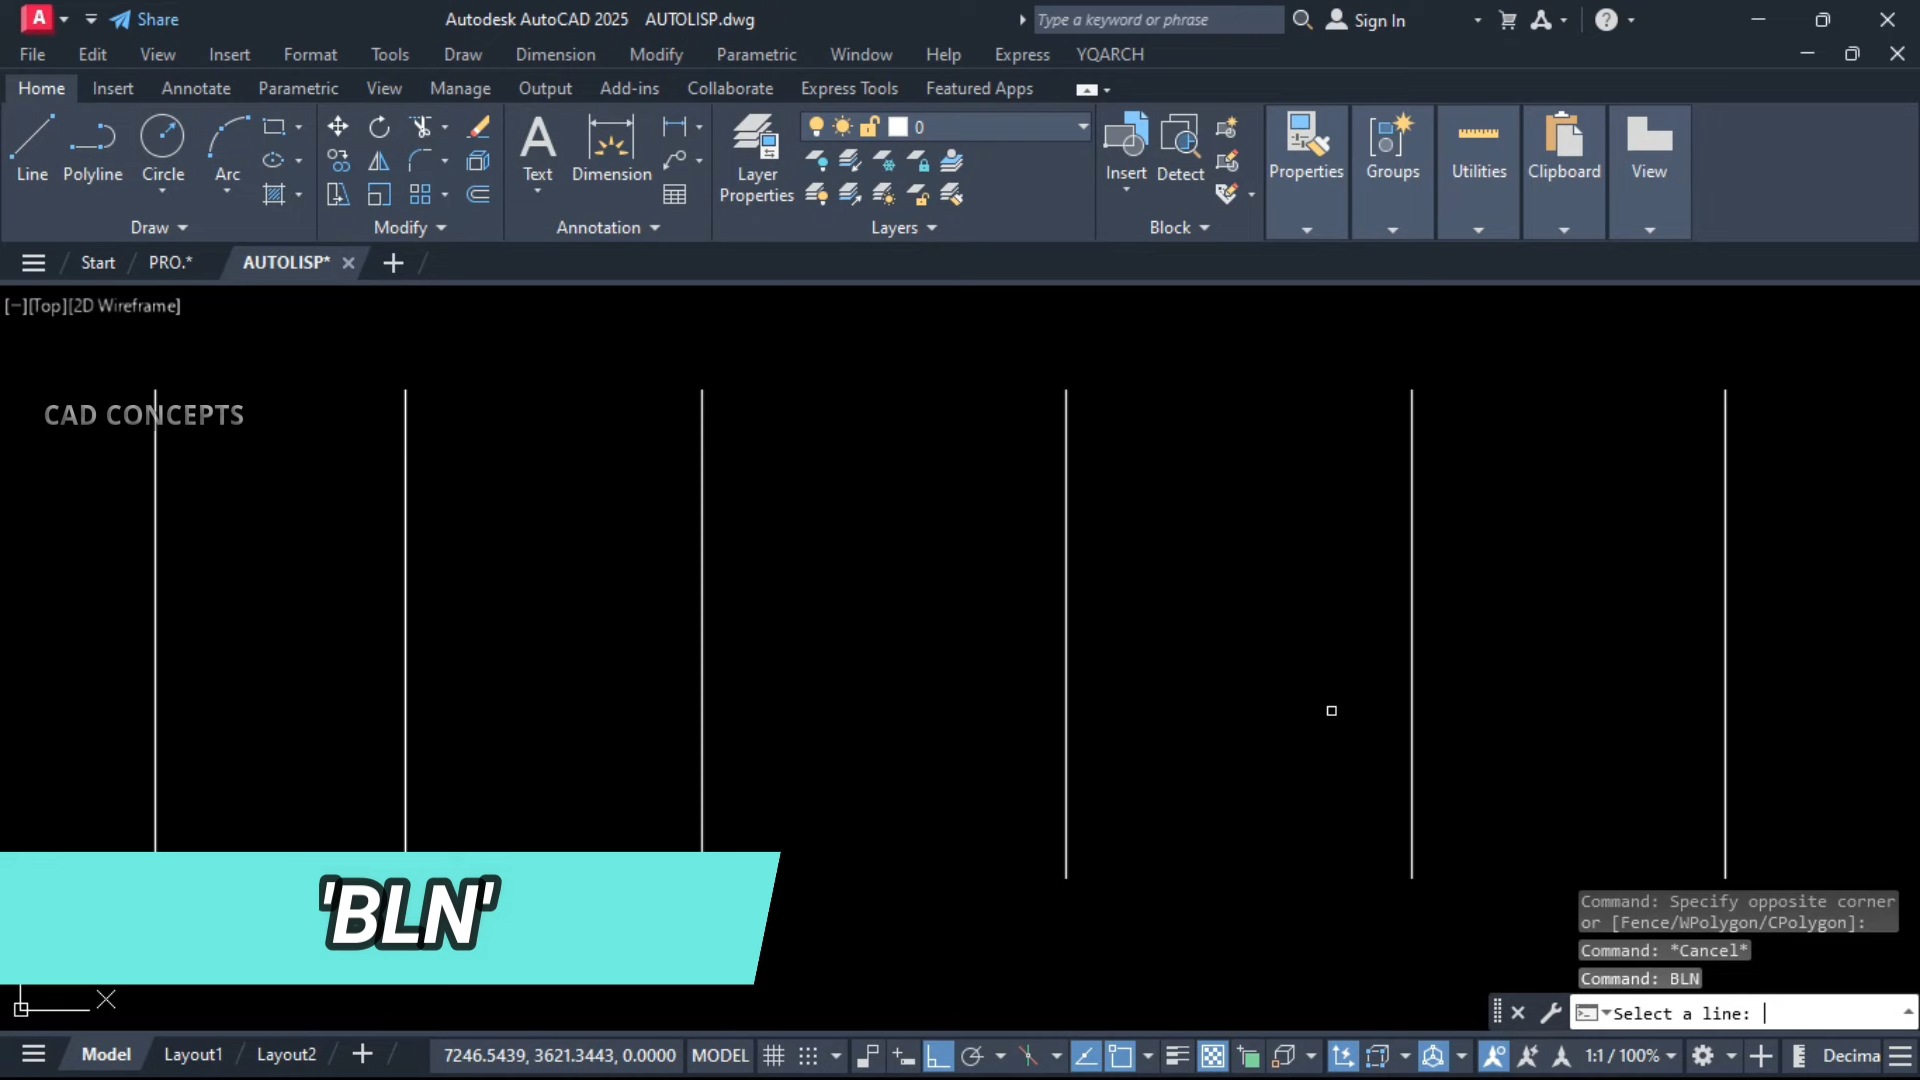 A Share Autodesk AutoCAD 2025 AUTOLISP.dwg Type a keyword or phrase Sign In
File Edit View Insert Format Tools Draw Dimension Modify Parametric Window Help Express YQARCH
Home Insert Annotate Parametric View Manage Output Add-ins Collaborate Express Tools Featured Apps
0
Line Polyline Circle Arc Text Dimension Layer Properties Insert Detect Properties Groups Utilities Clipboard View
Draw Modify Annotation Layers Block
Start PRO.* AUTOLISP*
[−][Top][2D Wireframe]
CAD CONCEPTS
'BLN'
Command: Specify opposite corner
or [Fence/WPolygon/CPolygon]:
Command: *Cancel*
Command: BLN
Select a line:
Model Layout1 Layout2 7246.5439, 3621.3443, 0.0000 MODEL 1:1 / 100% Decima